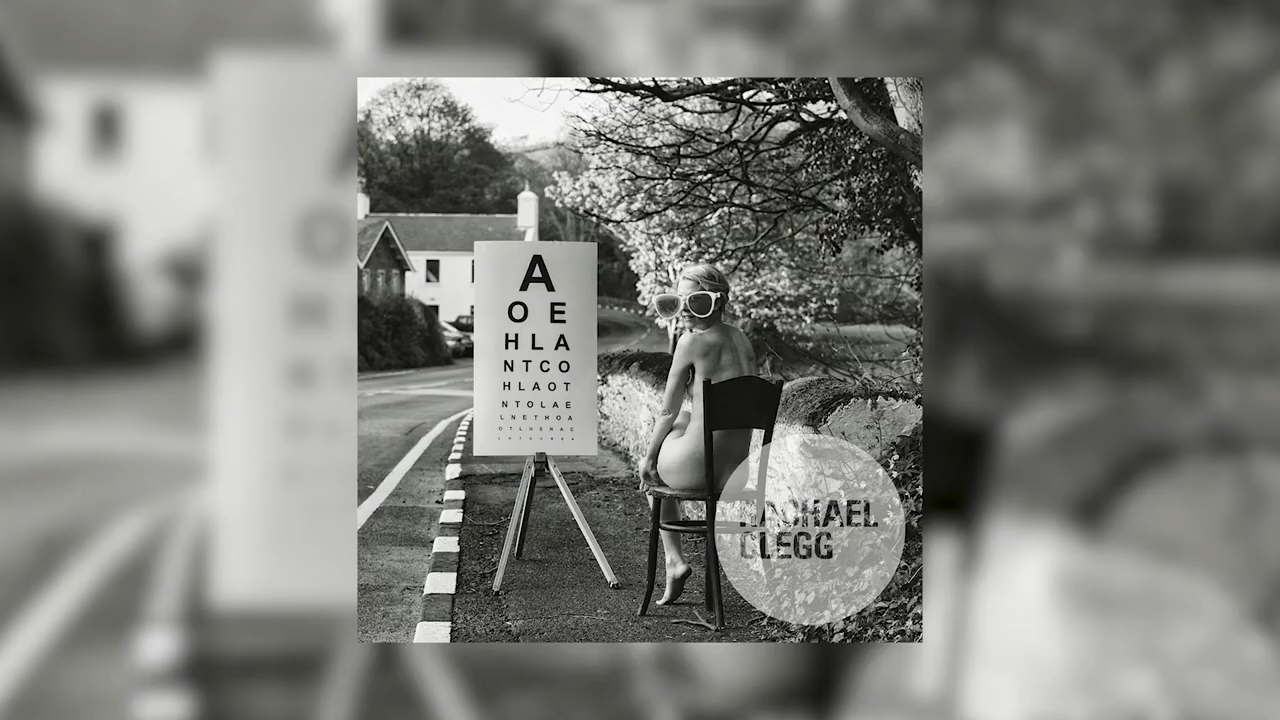 A
O E
H L A
N T C O
H L A O T
N T O L A E
L N E T H O A
O T L H E N A C
RACHAEL
CLEGG